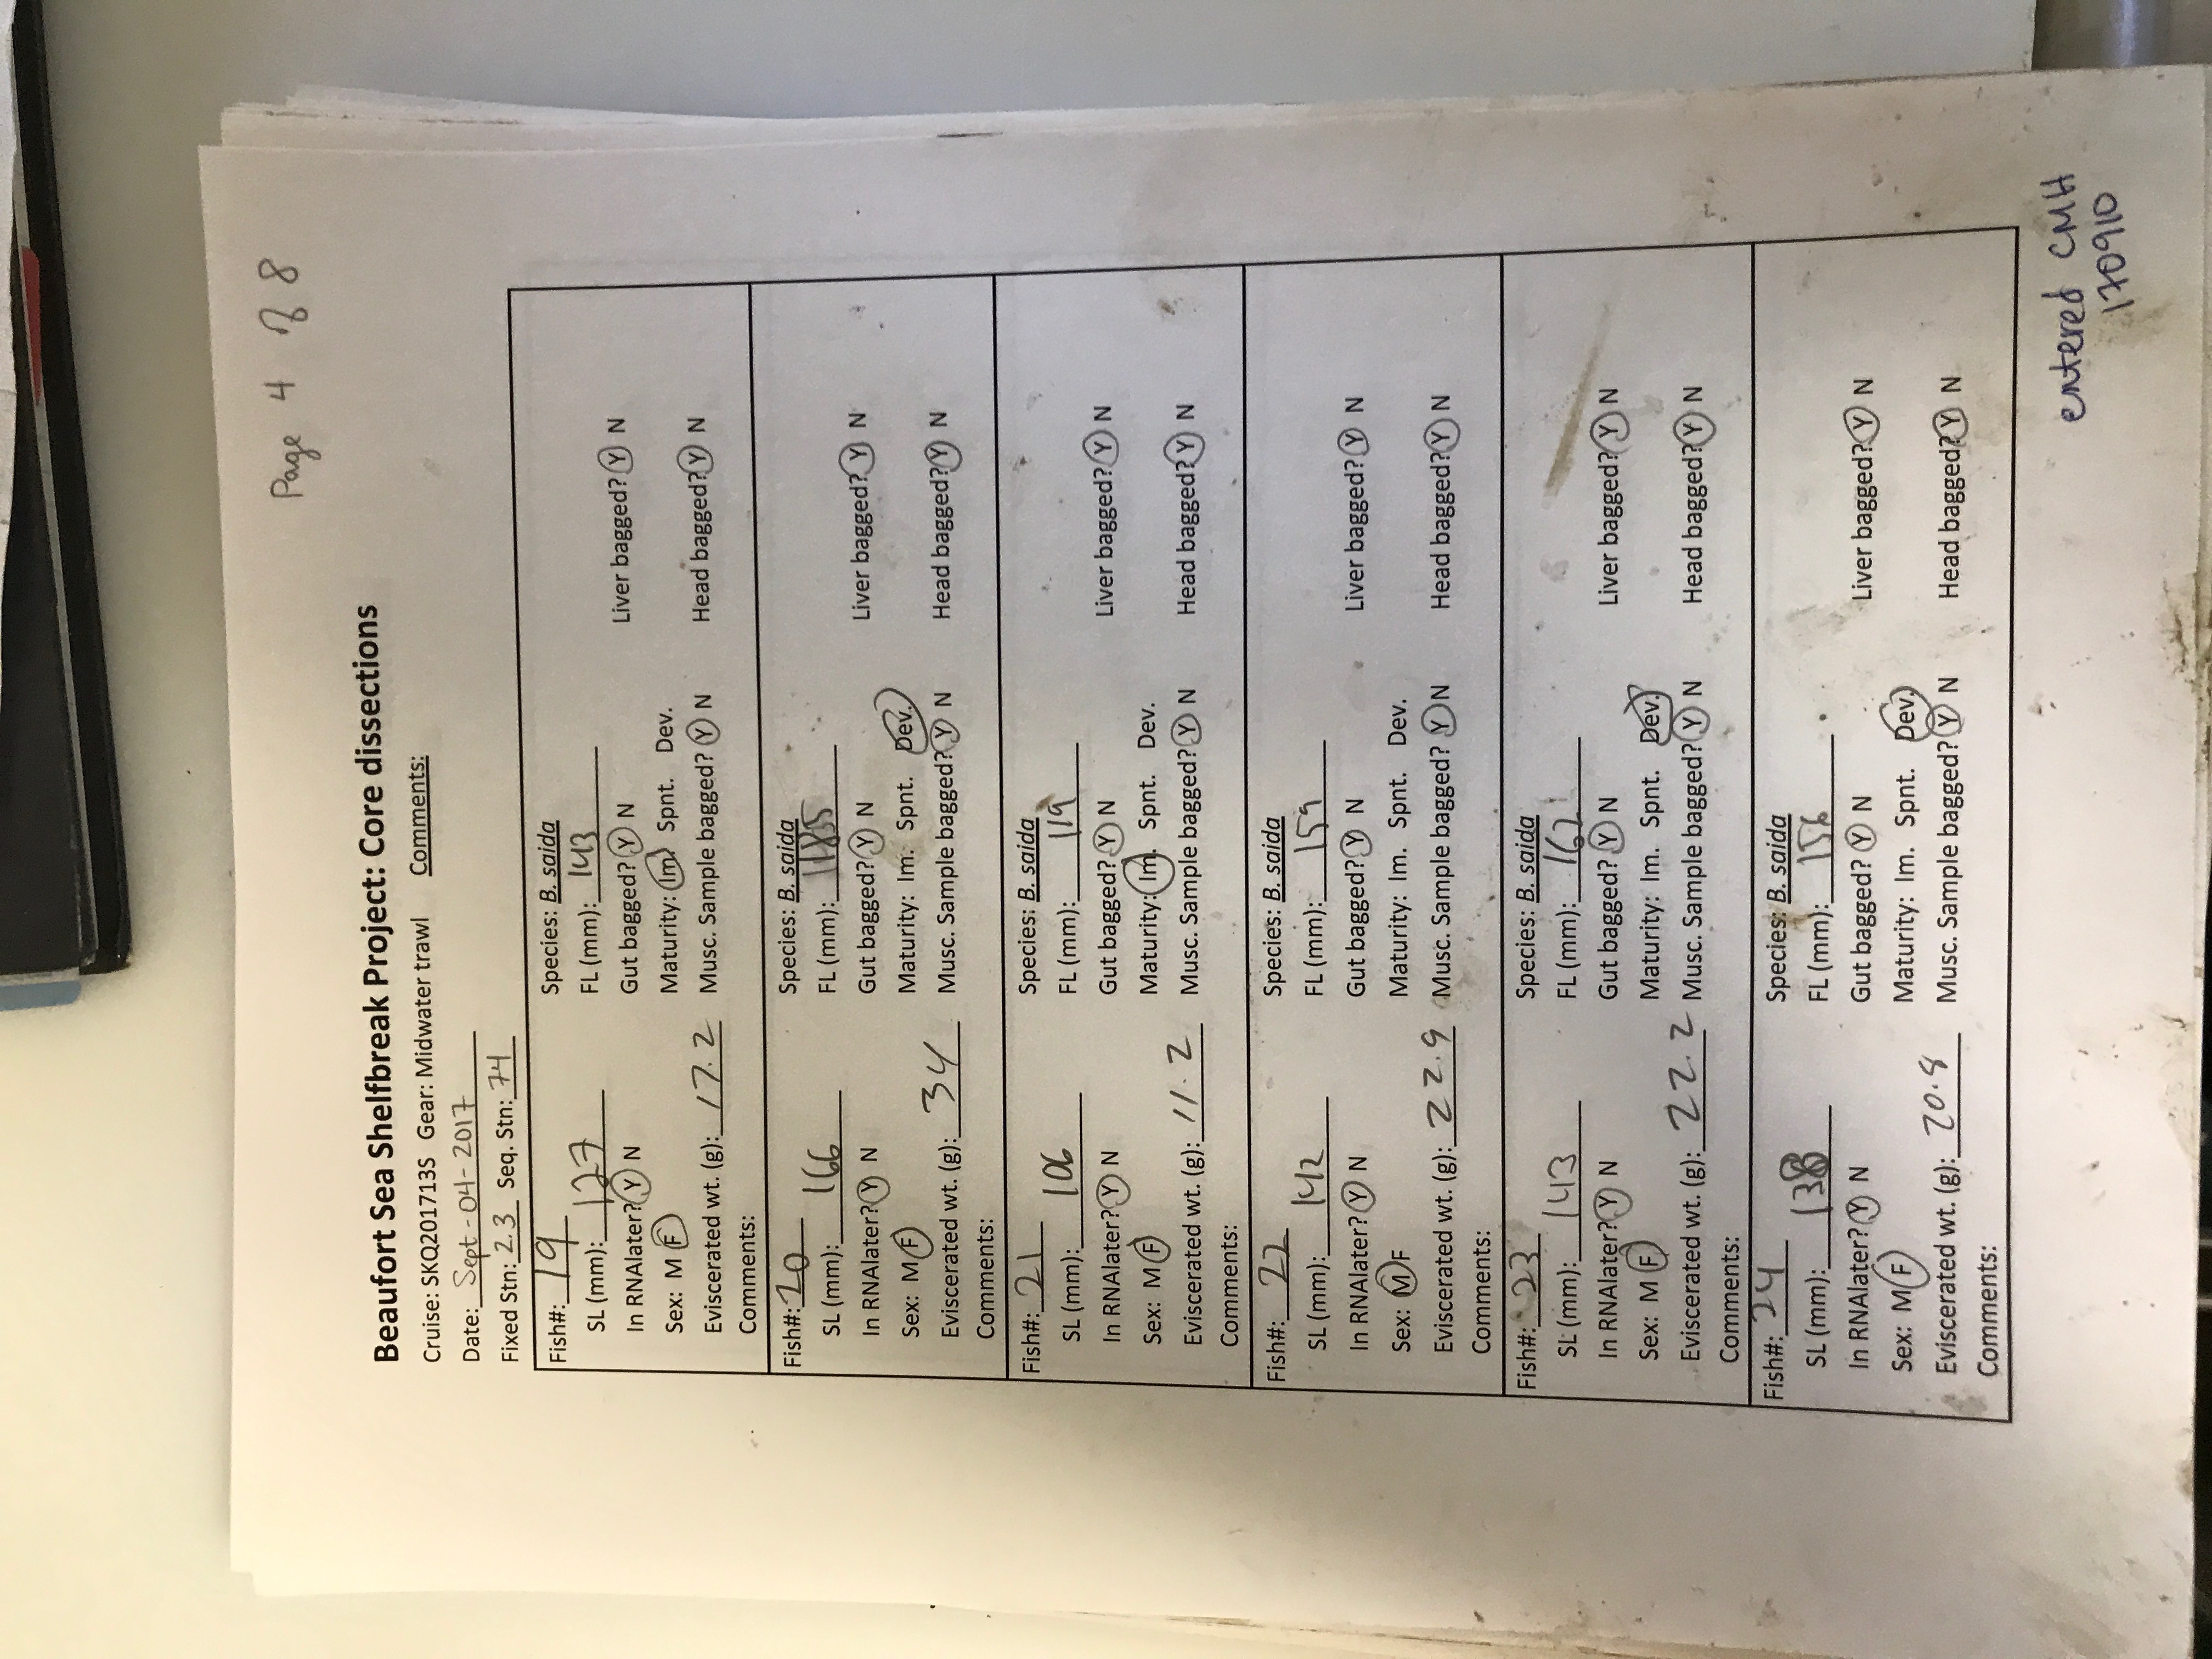 Page 4 of 8
Beaufort Sea Shelfbreak Project: Core dissections
Cruise: SKQ201713S Gear: Midwater trawl Comments:
Date: Sept-04-2017
Fixed Stn: 2.3 Seq. Stn: 74
Fish#: 19 Species: B. saida
SL (mm): 127 FL (mm): 143
In RNAlater? Y N Gut bagged? Y N Liver bagged? Y N
Sex: M F Maturity: Im. Spnt. Dev.
Eviscerated wt. (g): 17.2 Musc. Sample bagged? Y N Head bagged? Y N
Comments:
Fish#: 20 Species: B. saida
SL (mm): 166 FL (mm):
In RNAlater? Y N Gut bagged? Y N Liver bagged? Y N
Sex: M F Maturity: Im. Spnt. Dev.
Eviscerated wt. (g): 34 Musc. Sample bagged? Y N Head bagged? Y N
Comments:
Fish#: 21 Species: B. saida
SL (mm): 106 FL (mm): 119
In RNAlater? Y N Gut bagged? Y N Liver bagged? Y N
Sex: M F Maturity: Im. Spnt. Dev.
Eviscerated wt. (g): 11.2 Musc. Sample bagged? Y N Head bagged? Y N
Comments:
Fish#: 22 Species: B. saida
SL (mm): 142 FL (mm): 159
In RNAlater? Y N Gut bagged? Y N Liver bagged? Y N
Sex: M F Maturity: Im. Spnt. Dev.
Eviscerated wt. (g): 22.9 Musc. Sample bagged? Y N Head bagged? Y N
Comments:
Fish#: 23 Species: B. saida
SL (mm): 143 FL (mm): 162
In RNAlater? Y N Gut bagged? Y N Liver bagged? Y N
Sex: M F Maturity: Im. Spnt. Dev.
Eviscerated wt. (g): 22.2 Musc. Sample bagged? Y N Head bagged? Y N
Comments:
Fish#: 24 Species: B. saida
SL (mm): 138 FL (mm): 156
In RNAlater? Y N Gut bagged? Y N Liver bagged? Y N
Sex: M F Maturity: Im. Spnt. Dev.
Eviscerated wt. (g): 20.8 Musc. Sample bagged? Y N Head bagged? Y N
Comments:
entered CMH
170910